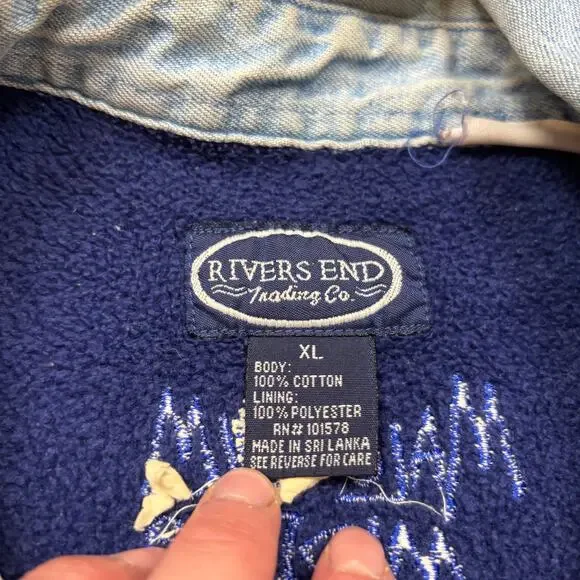 RIVERS END
Trading Co.
XL
BODY:
100% COTTON
LINING:
100% POLYESTER
RN# 101578
MADE IN SRI LANKA
SEE REVERSE FOR CARE